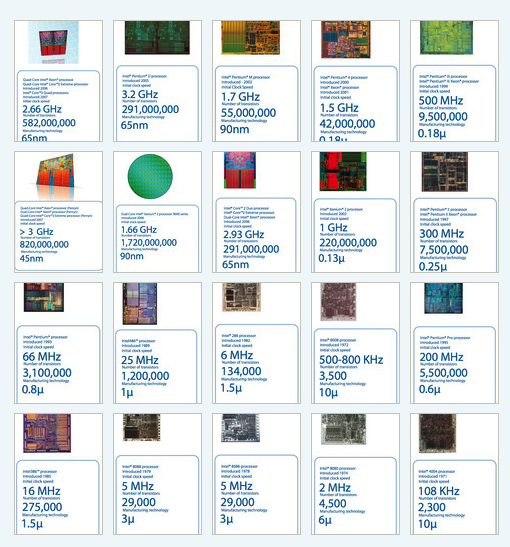 Quad-Core Intel® Xeon® processor
Quad-Core Intel® Core™2 Extreme processor
Introduced 2006
Intel® Core™2 Quad processor
Introduced 2007
Initial clock speed
2.66 GHz
Number of transistors
582,000,000
Manufacturing technology
65nm
Intel® Pentium® D processor
Introduced 2005
Initial clock speed
3.2 GHz
Number of transistors
291,000,000
Manufacturing technology
65nm
Intel® Pentium® M processor
Introduced - 2002
Initial clock speed
1.7 GHz
Number of transistors
55,000,000
Manufacturing technology
90nm
Intel® Pentium® 4 processor
Introduced 2000
Intel® Xeon® processor
Introduced 2001
Initial clock speed
1.5 GHz
Number of transistors
42,000,000
Manufacturing technology
0.18µ
Intel® Pentium® III processor
Intel® Pentium® III Xeon® processor
Introduced 1999
Initial clock speed
500 MHz
Number of transistors
9,500,000
Manufacturing technology
0.18µ
Quad-Core Intel® Xeon® processor (Penryn)
Dual-Core Intel® Xeon® processor (Penryn)
Quad-Core Intel® Core™2 Extreme processor (Penryn)
Introduced 2007
Initial clock speed
> 3 GHz
Number of transistors
820,000,000
Manufacturing technology
45nm
Dual-Core Intel® Itanium® 2 processor 9000 series
Introduced 2006
Initial clock speed
1.66 GHz
Number of transistors
1,720,000,000
Manufacturing technology
90nm
Intel® Core™2 Duo processor
Intel® Core™2 Extreme processor
Dual-Core Intel® Xeon® processor
Introduced 2006
Initial clock speed
2.93 GHz
Number of transistors
291,000,000
Manufacturing technology
65nm
Intel® Itanium® 2 processor
Introduced 2002
Initial clock speed
1 GHz
Number of transistors
220,000,000
Manufacturing technology
0.13µ
Intel® Pentium® II processor
Intel® Pentium® II Xeon® processor
Introduced 1997
Initial clock speed
300 MHz
Number of transistors
7,500,000
Manufacturing technology
0.25µ
Intel® Pentium® processor
Introduced 1993
Initial clock speed
66 MHz
Number of transistors
3,100,000
Manufacturing technology
0.8µ
Intel486™ processor
Introduced 1989
Initial clock speed
25 MHz
Number of transistors
1,200,000
Manufacturing technology
1µ
Intel® 286 processor
Introduced 1982
Initial clock speed
6 MHz
Number of transistors
134,000
Manufacturing technology
1.5µ
Intel® 8008 processor
Introduced 1972
Initial clock speed
500-800 KHz
Number of transistors
3,500
Manufacturing technology
10µ
Intel® Pentium® Pro processor
Introduced 1995
Initial clock speed
200 MHz
Number of transistors
5,500,000
Manufacturing technology
0.6µ
Intel386™ processor
Introduced 1985
Initial clock speed
16 MHz
Number of transistors
275,000
Manufacturing technology
1.5µ
Intel® 8088 processor
Introduced 1979
Initial clock speed
5 MHz
Number of transistors
29,000
Manufacturing technology
3µ
Intel® 8086 processor
Introduced 1978
Initial clock speed
5 MHz
Number of transistors
29,000
Manufacturing technology
3µ
Intel® 8080 processor
Introduced 1974
Initial clock speed
2 MHz
Number of transistors
4,500
Manufacturing technology
6µ
Intel® 4004 processor
Introduced 1971
Initial clock speed
108 KHz
Number of transistors
2,300
Manufacturing technology
10µ